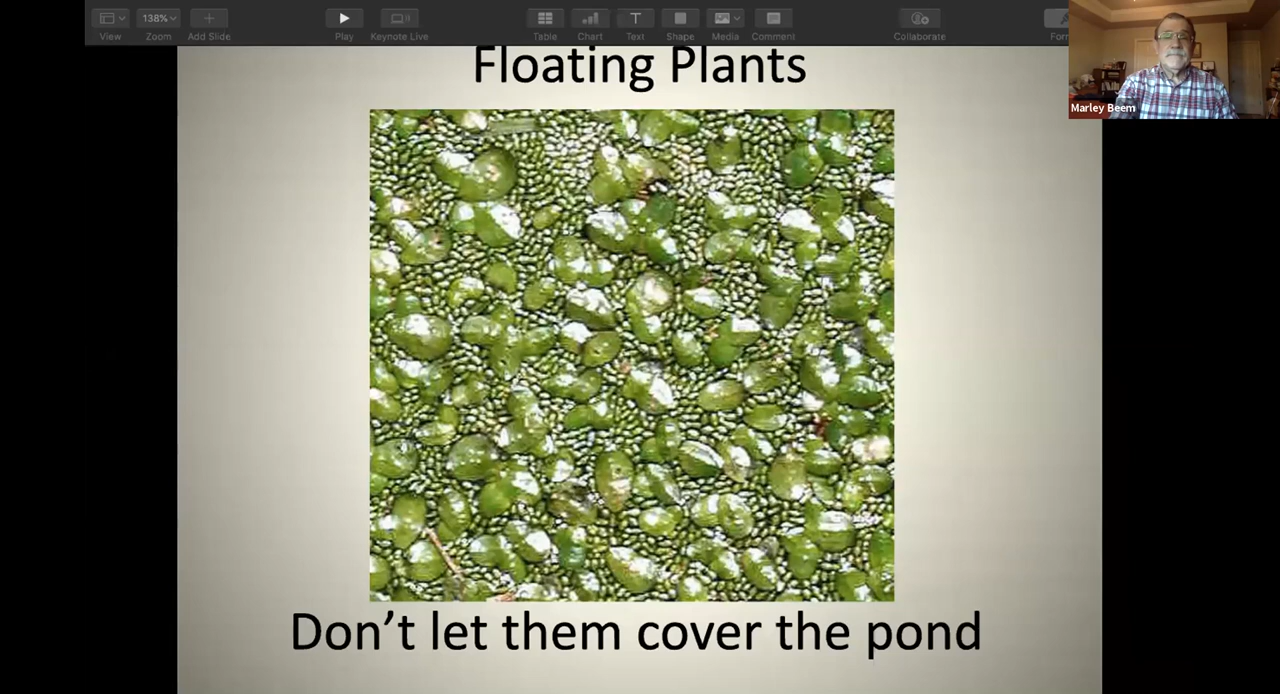 138%
View
Zoom
Add Slide
Play
Keynote Live
Table
Chart
Text
Shape
Media
Comment
Collaborate
Marley Beem
Floating Plants
Don't let them cover the pond